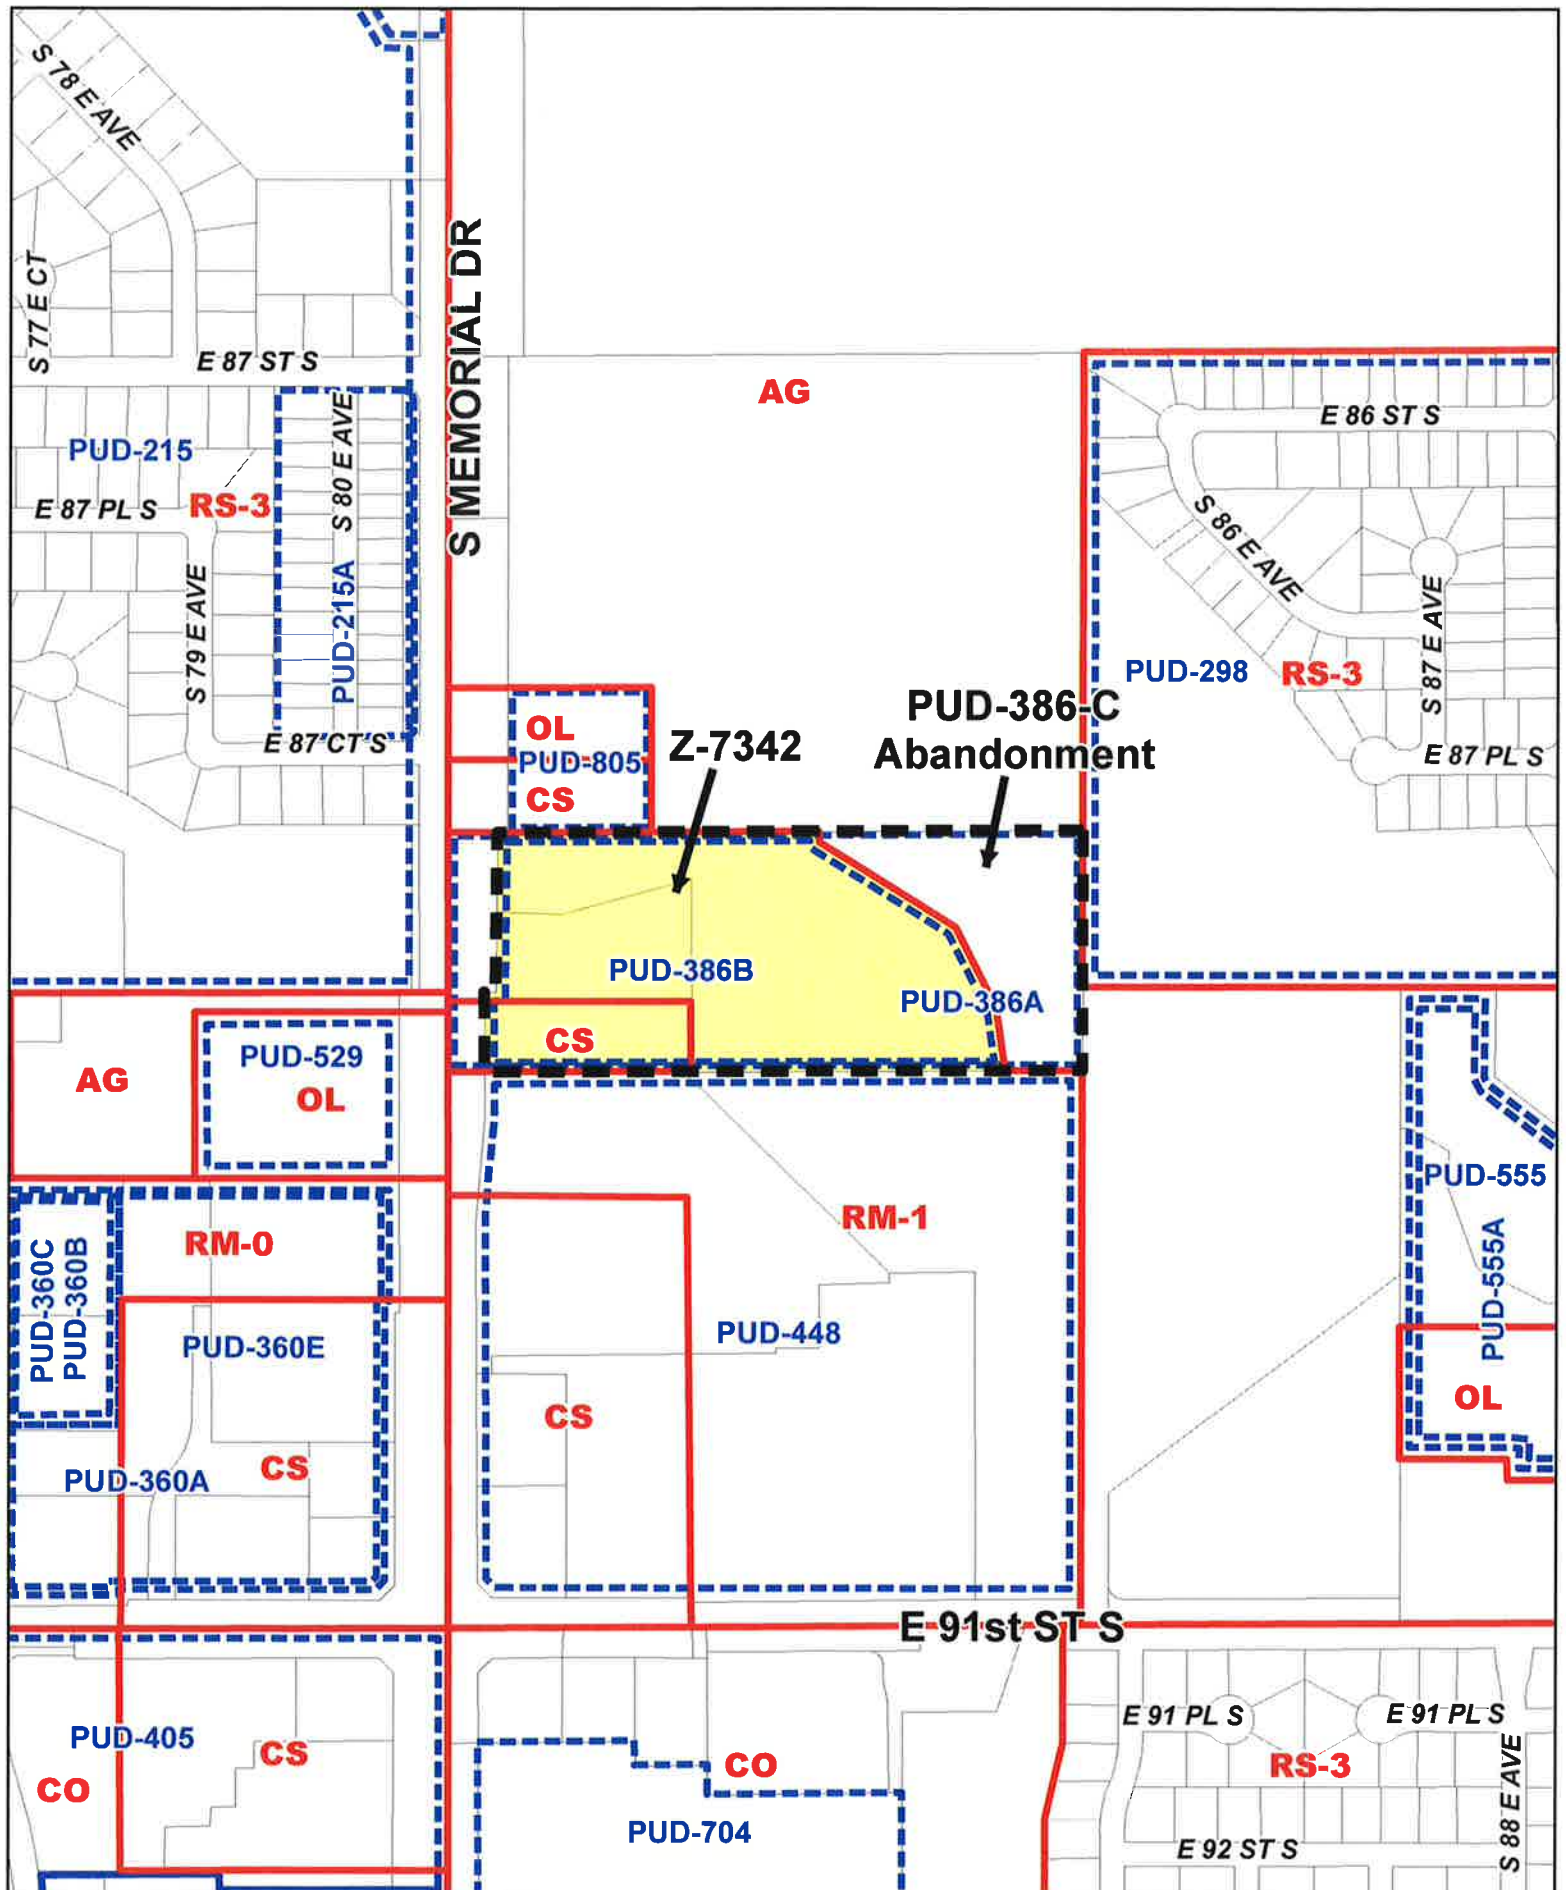 S 78 E AVE
S 77 E CT
E 87 ST S
S MEMORIAL DR
AG
E 86 ST S
PUD-215
RS-3
S 80 E AVE
E 87 PL S
S 86 E AVE
S 79 E AVE
PUD-215A
S 87 E AVE
PUD-298
RS-3
E 87 CT S
OL
PUD-805
CS
Z-7342
PUD-386-C
Abandonment
E 87 PL S
PUD-386B
PUD-386A
CS
PUD-529
OL
AG
PUD-555
RM-1
RM-0
PUD-360C
PUD-360B
PUD-555A
PUD-360E
PUD-448
OL
CS
CS
PUD-360A
E 91st ST S
E 91 PL S
E 91 PL S
PUD-405
CS
CO
CO
RS-3
S 88 E AVE
PUD-704
E 92 ST S